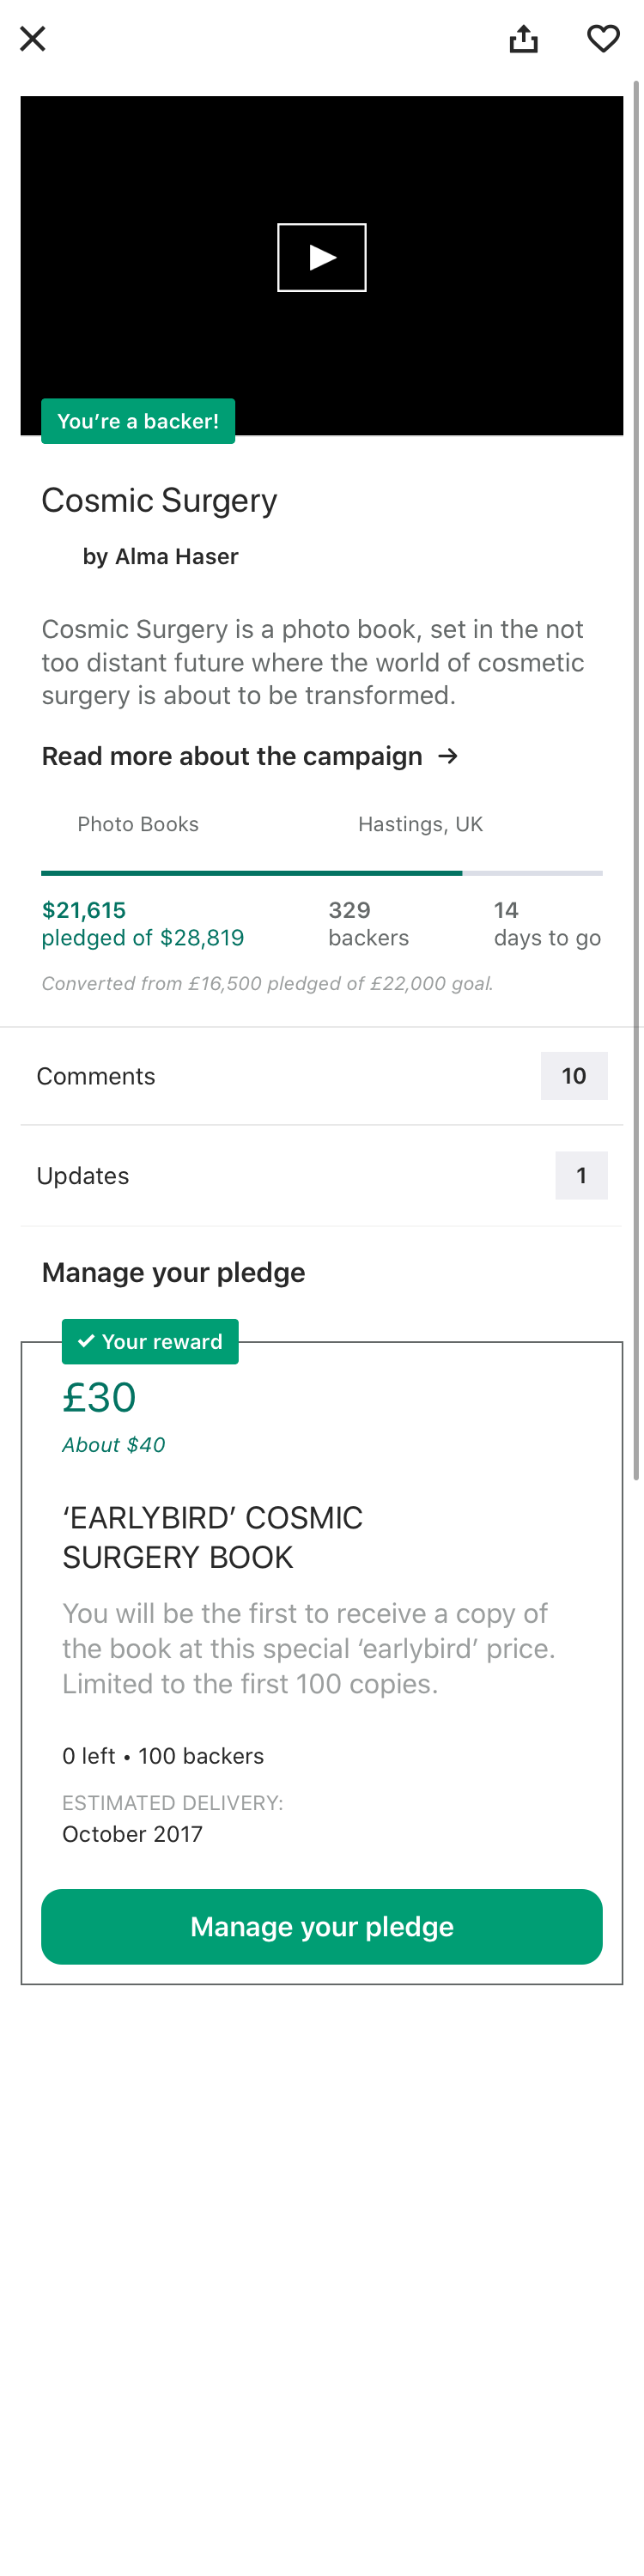 You’re a backer!
Cosmic Surgery
by Alma Haser
Cosmic Surgery is a photo book, set in the not
too distant future where the world of cosmetic
surgery is about to be transformed.
Read more about the campaign →
Photo Books
Hastings, UK
$21,615
pledged of $28,819
329
backers
14
days to go
Converted from £16,500 pledged of £22,000 goal.
Comments
10
Updates
1
Manage your pledge
✓ Your reward
£30
About $40
‘EARLYBIRD’ COSMIC
SURGERY BOOK
You will be the first to receive a copy of
the book at this special ‘earlybird’ price.
Limited to the first 100 copies.
0 left • 100 backers
ESTIMATED DELIVERY:
October 2017
Manage your pledge